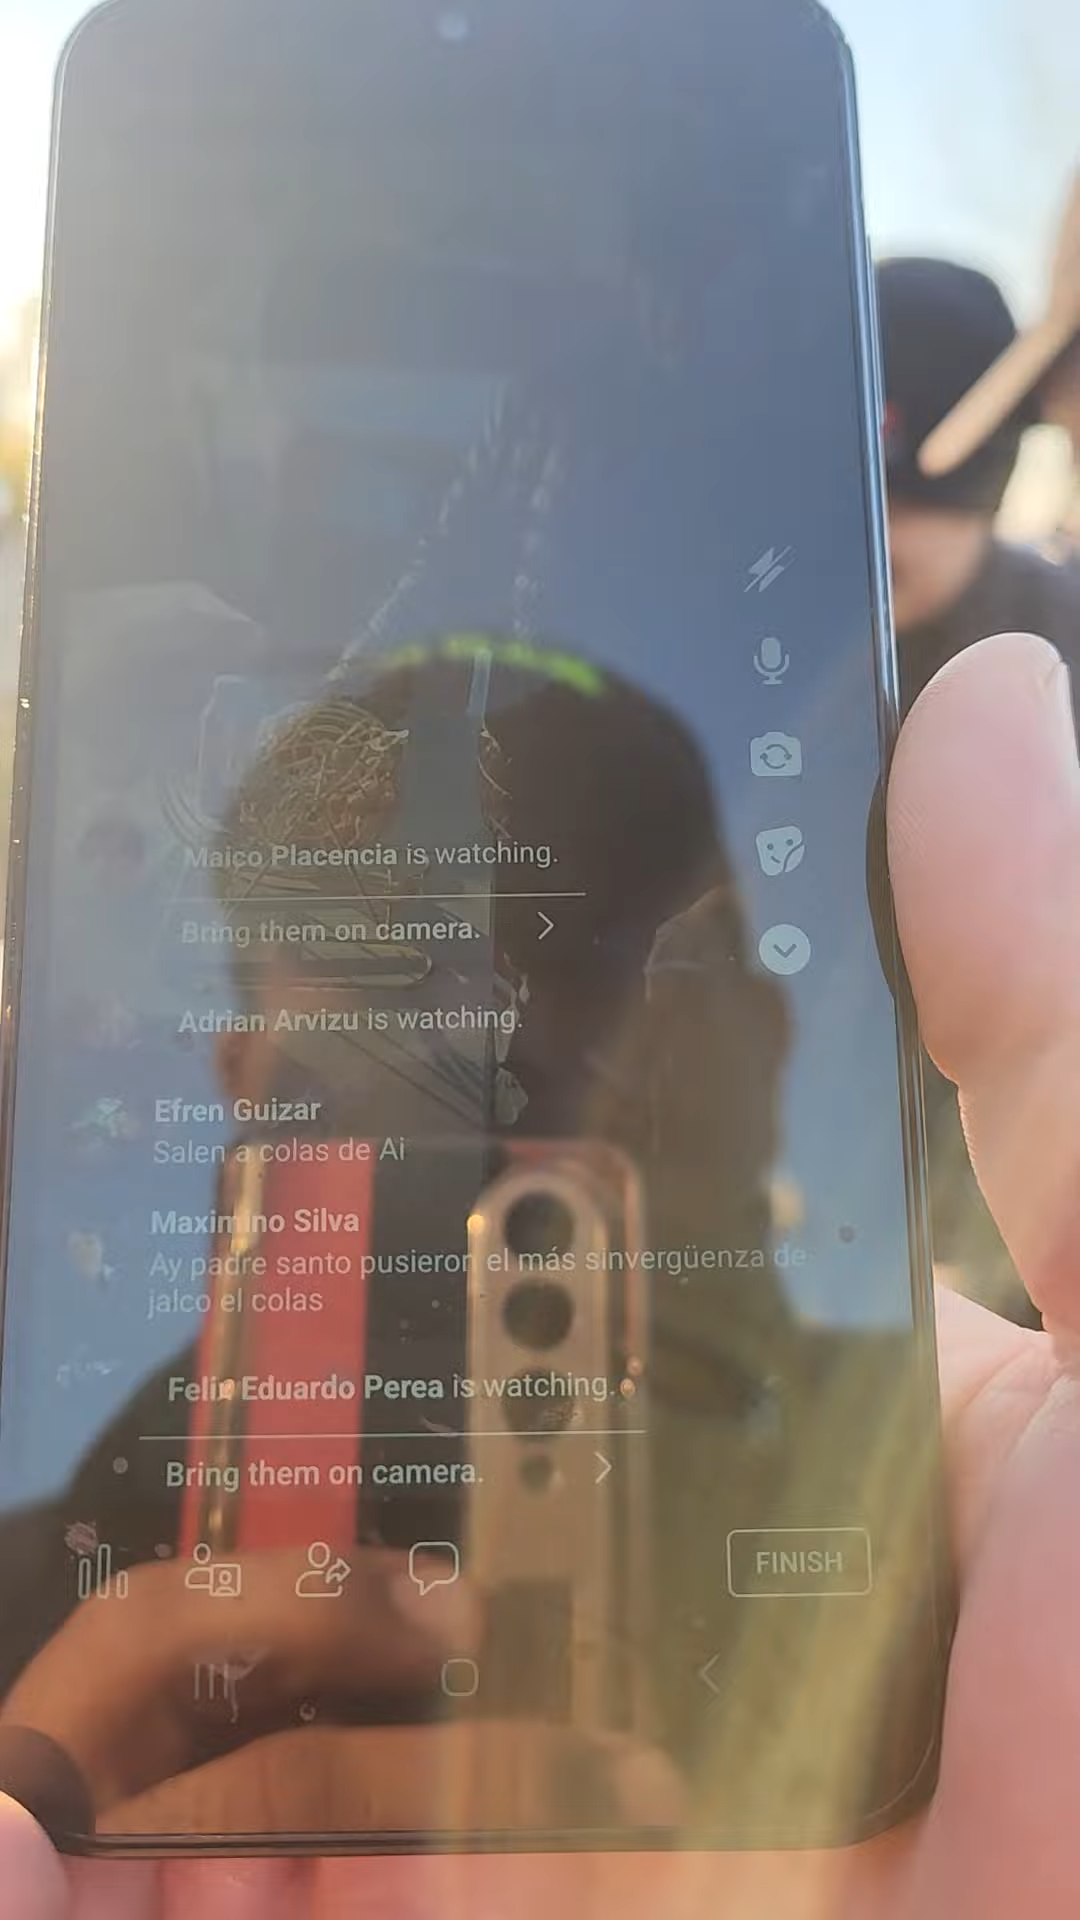 Maico Placencia is watching.
Bring them on camera.
Adrian Arvizu is watching.
Efren Guizar
Salen a colas de Ai
Maximino Silva
Ay padre santo pusieron el más sinvergüenza de
jalco el colas
Felix Eduardo Perea is watching.
Bring them on camera.
FINISH